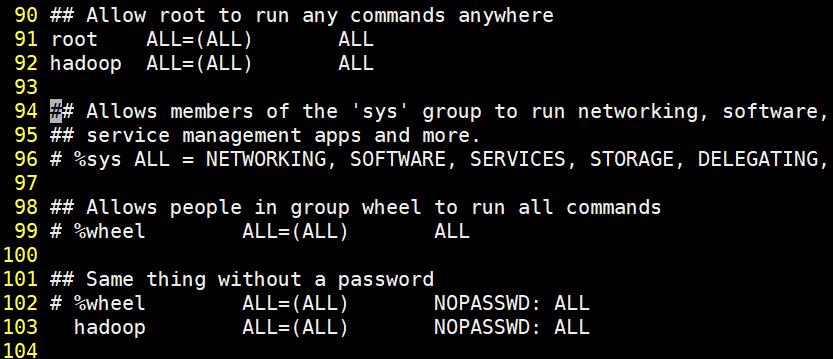 90 ## Allow root to run any commands anywhere
91 root    ALL=(ALL)       ALL
92 hadoop  ALL=(ALL)       ALL
93
94 ## Allows members of the 'sys' group to run networking, software,
95 ## service management apps and more.
96 # %sys ALL = NETWORKING, SOFTWARE, SERVICES, STORAGE, DELEGATING,
97
98 ## Allows people in group wheel to run all commands
99 # %wheel        ALL=(ALL)       ALL
100
101 ## Same thing without a password
102 # %wheel        ALL=(ALL)       NOPASSWD: ALL
103   hadoop        ALL=(ALL)       NOPASSWD: ALL
104